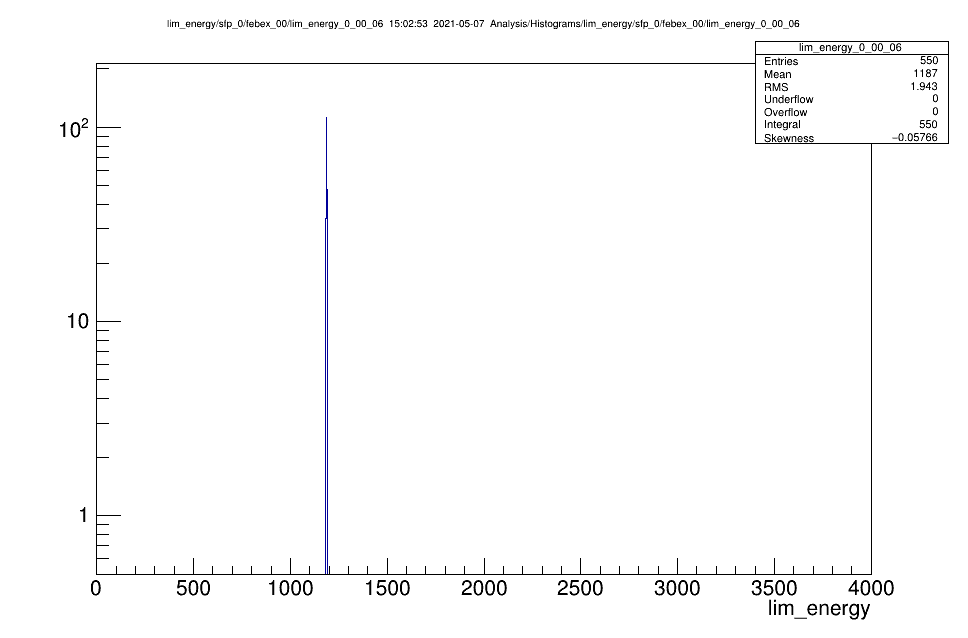 lim_energy/sfp_0/febex_00/lim_energy_0_00_06 15:02:53 2021-05-07 Analysis/Histograms/lim_energy/sfp_0/febex_00/lim_energy_0_00_06
lim_energy_0_00_06
Entries 550
Mean 1187
RMS 1.943
Underflow 0
Overflow 0
Integral 550
Skewness −0.05766
10²
10
1
0 500 1000 1500 2000 2500 3000 3500 4000
lim_energy